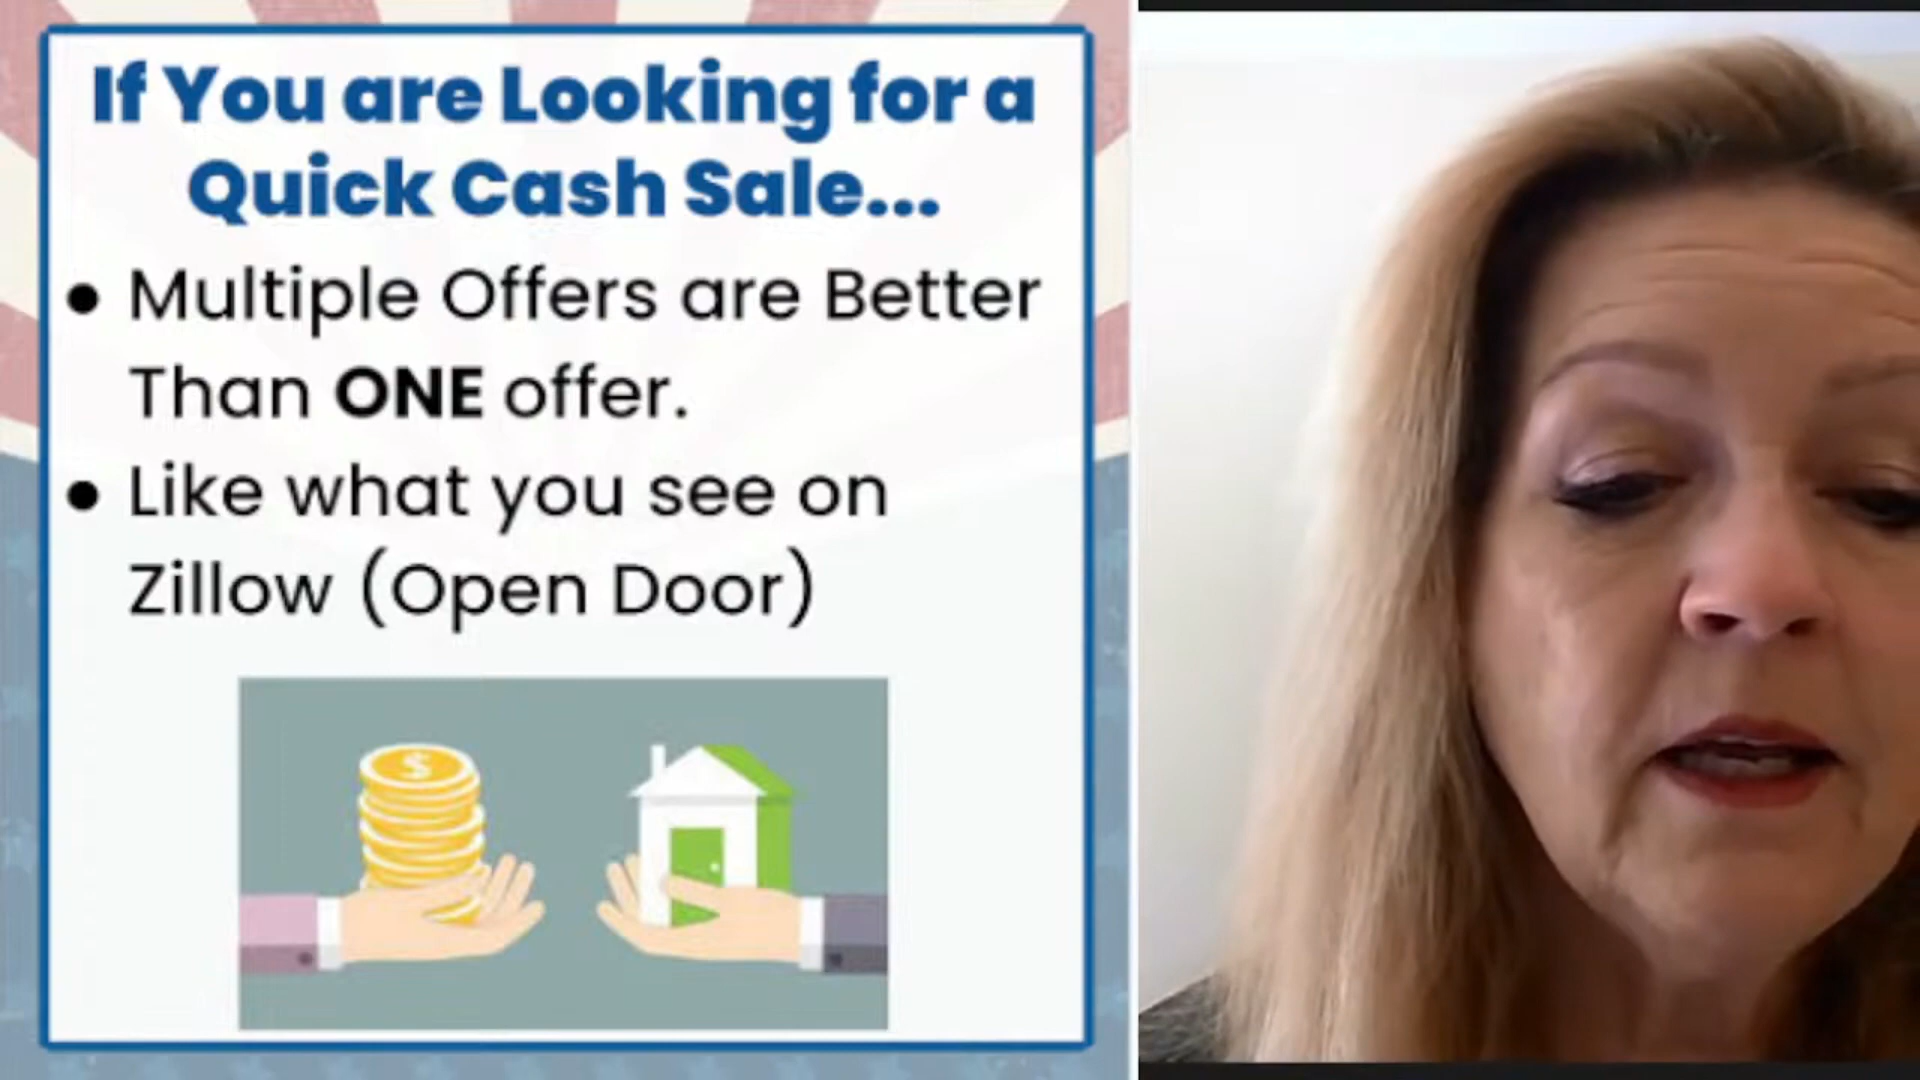 If You are Looking for a
Quick Cash Sale...
● Multiple Offers are Better
Than ONE offer.
● Like what you see on
Zillow (Open Door)
$